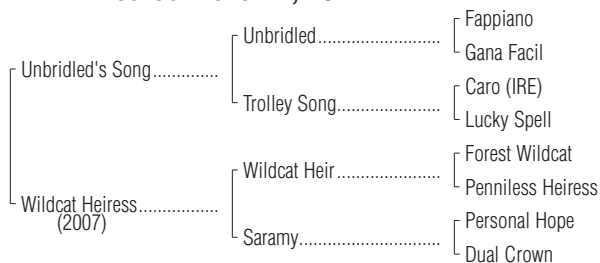 Unbridled.............................
Fappiano
Gana Facil
Unbridled's Song...............
Trolley Song.........................
Caro (IRE)
Lucky Spell
Wildcat Heir.........................
Forest Wildcat
Penniless Heiress
Wildcat Heiress..................
(2007)
Saramy..................................
Personal Hope
Dual Crown